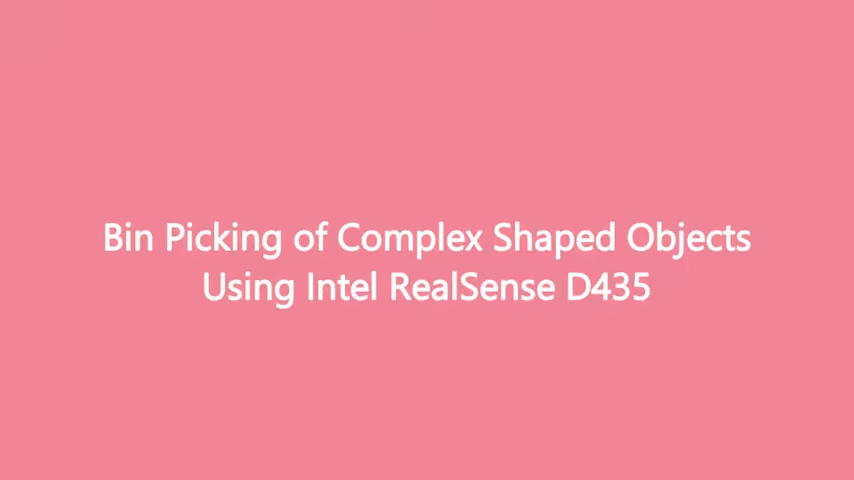 Bin Picking of Complex Shaped Objects
Using Intel RealSense D435